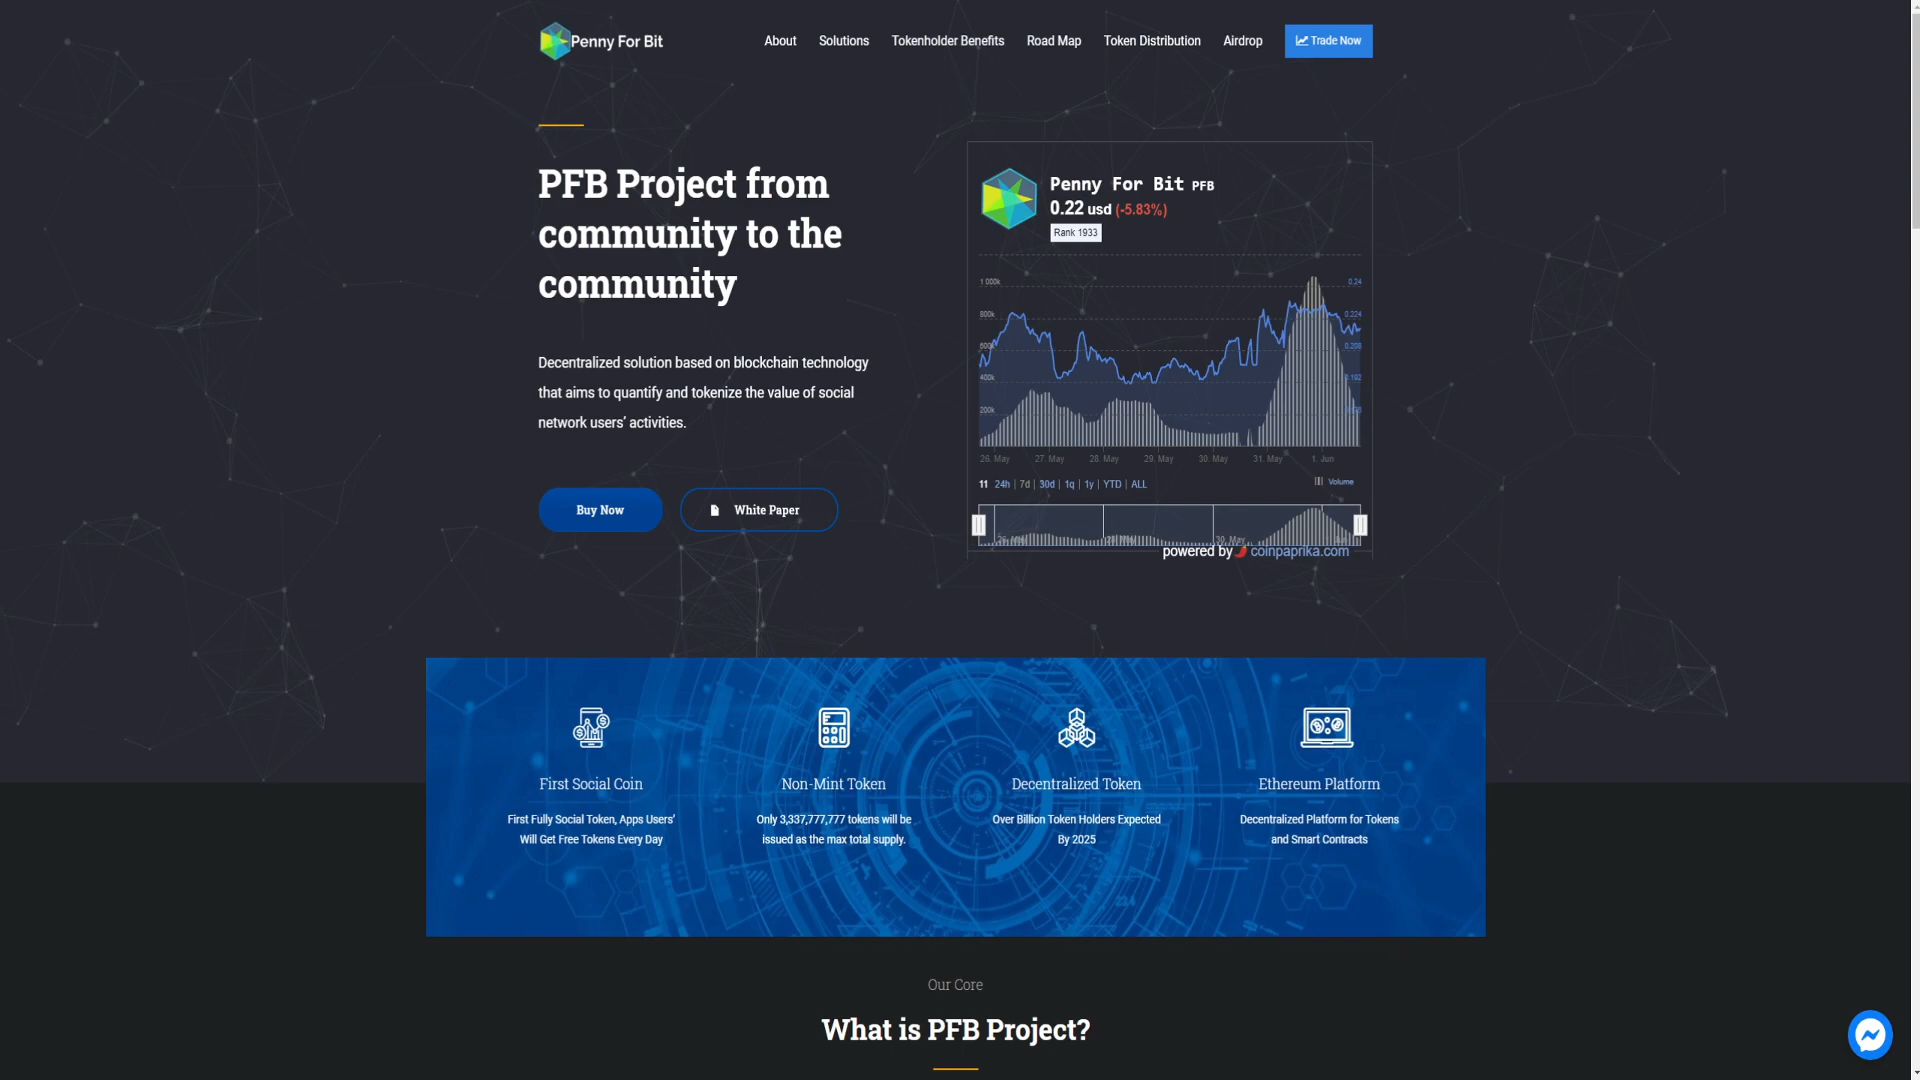 Penny For Bit
About Solutions Tokenholder Benefits Road Map Token Distribution Airdrop Trade Now
PFB Project from
community to the
community
Decentralized solution based on blockchain technology
that aims to quantify and tokenize the value of social
network users’ activities.
Buy Now White Paper
Penny For Bit PFB
0.22 usd (-5.83%)
Rank 1933
1 000k 0.24
800k 0.224
600k 0.208
400k 0.192
200k
26. May 27. May 28. May 29. May 30. May 31. May 1. Jun
24h | 7d | 30d | 1q | 1y | YTD | ALL Volume
30. May
powered by coinpaprika.com
First Social Coin
First Fully Social Token, Apps Users’
Will Get Free Tokens Every Day
Non-Mint Token
Only 3,337,777,777 tokens will be
issued as the max total supply.
Decentralized Token
Over Billion Token Holders Expected
By 2025
Ethereum Platform
Decentralized Platform for Tokens
and Smart Contracts
Our Core
What is PFB Project?